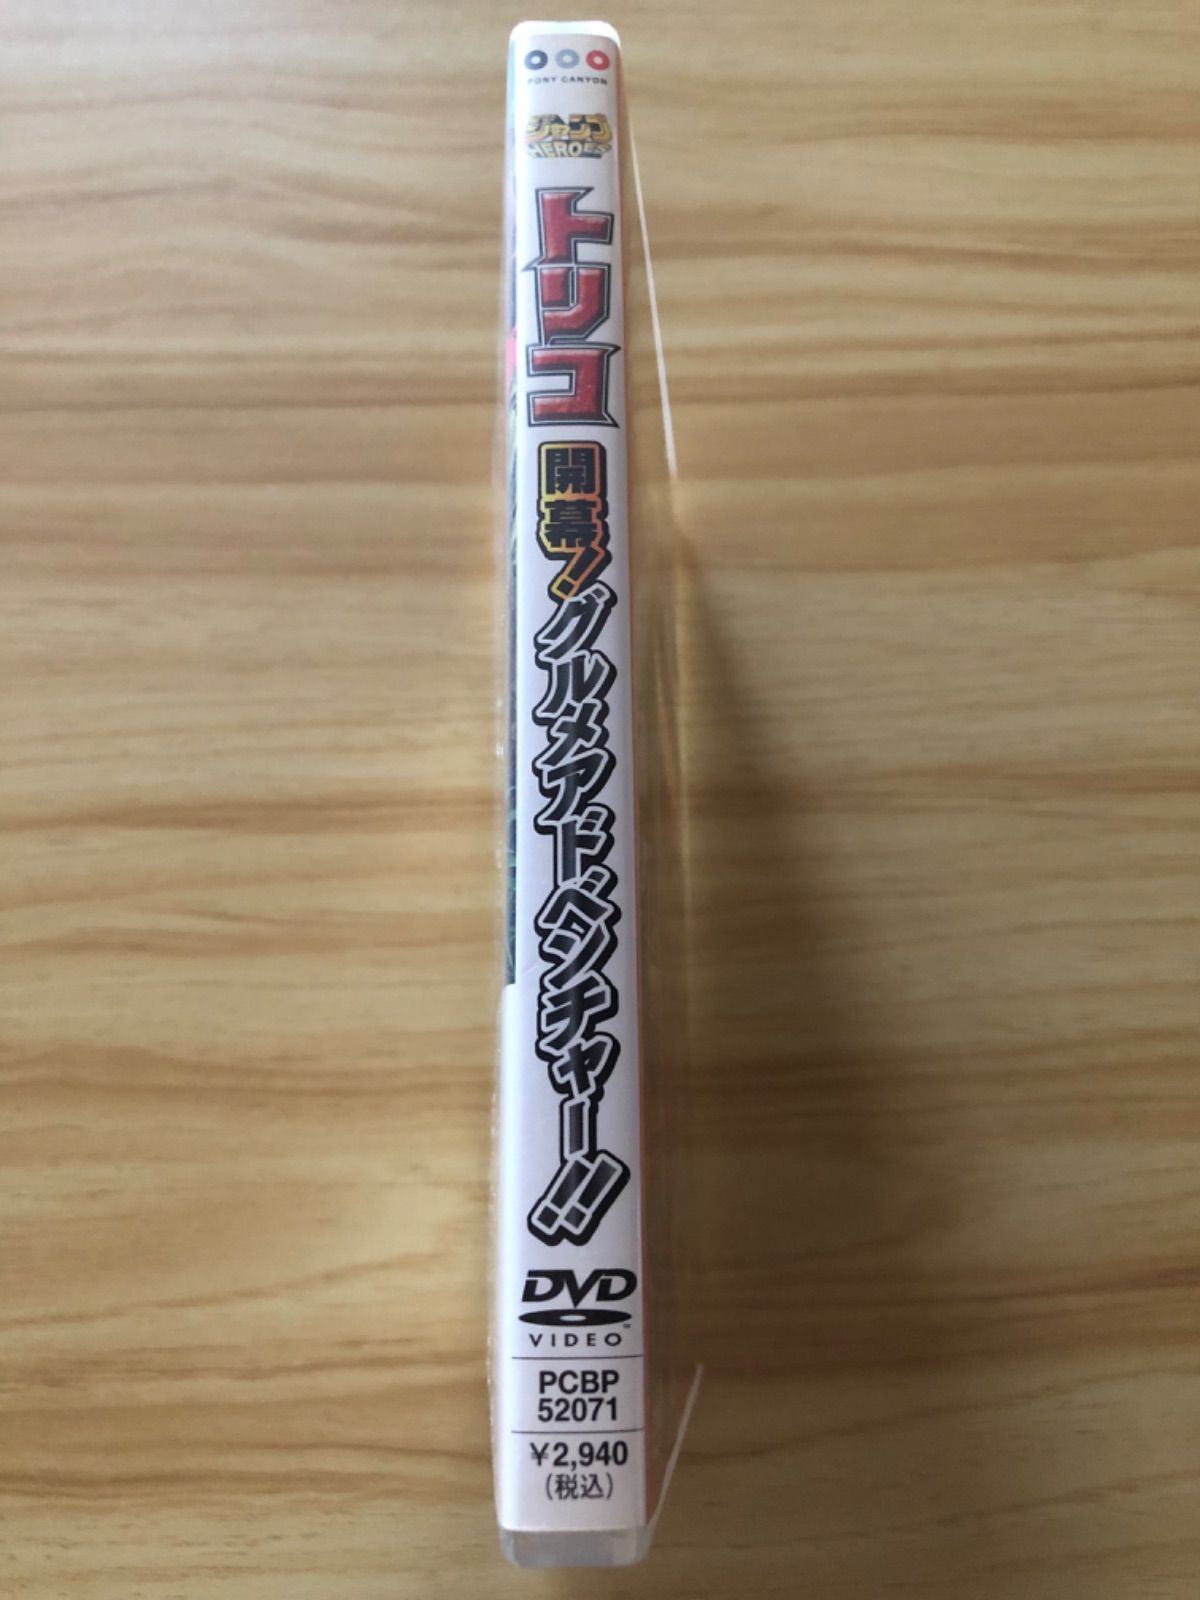 PONY CANYON
ジャンプ
HEROES
トリコ
開幕!グルメアドベンチャー!!
DVD
VIDEO
PCBP
52071
¥2,940
(税込)